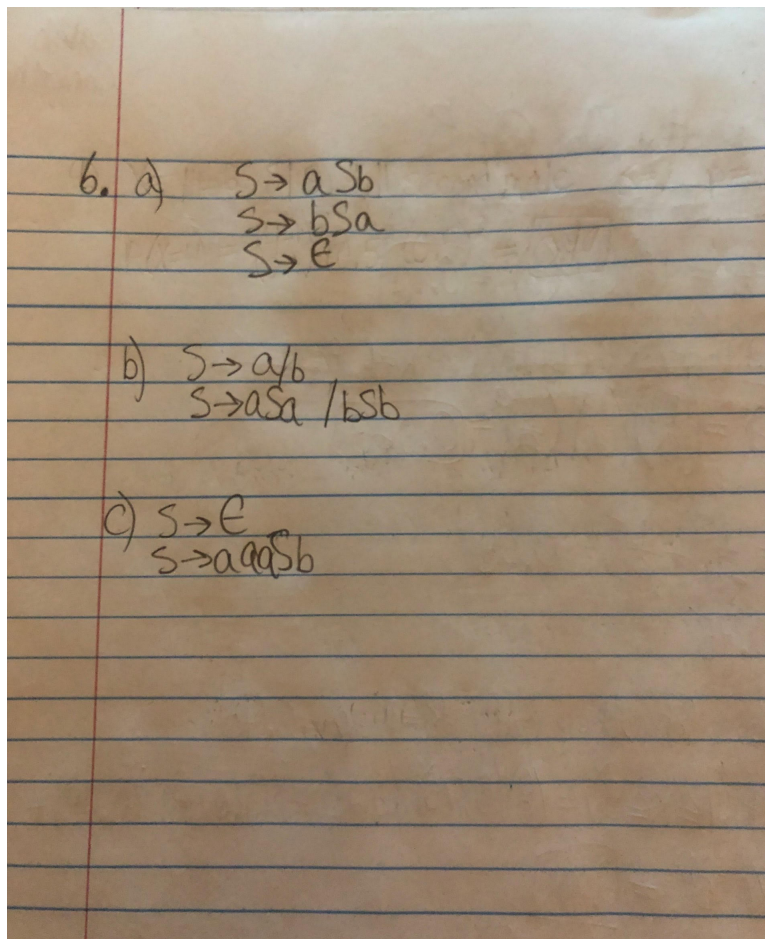 6. a) S→ aSb
S→ bSa
S→ Є
b) S→ a/b
S→aSa /bSb
c) S→Є
S→aaaSb